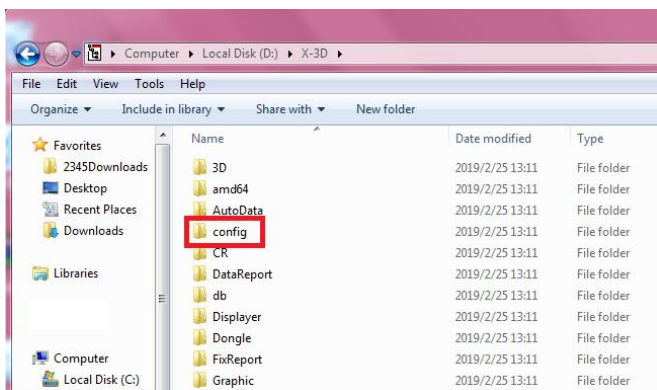 Computer ▸ Local Disk (D:) ▸ X-3D ▸
File Edit View Tools Help
Organize ▾ Include in library ▾ Share with ▾ New folder
Favorites
2345Downloads
Desktop
Recent Places
Downloads
Libraries
Computer
Local Disk (C:)
Name Date modified Type
3D 2019/2/25 13:11 File folder
amd64 2019/2/25 13:11 File folder
AutoData 2019/2/25 13:11 File folder
config 2019/2/25 13:11 File folder
CR 2019/2/25 13:11 File folder
DataReport 2019/2/25 13:11 File folder
db 2019/2/25 13:11 File folder
Displayer 2019/2/25 13:11 File folder
Dongle 2019/2/25 13:11 File folder
FixReport 2019/2/25 13:11 File folder
Graphic 2019/2/25 13:11 File folder